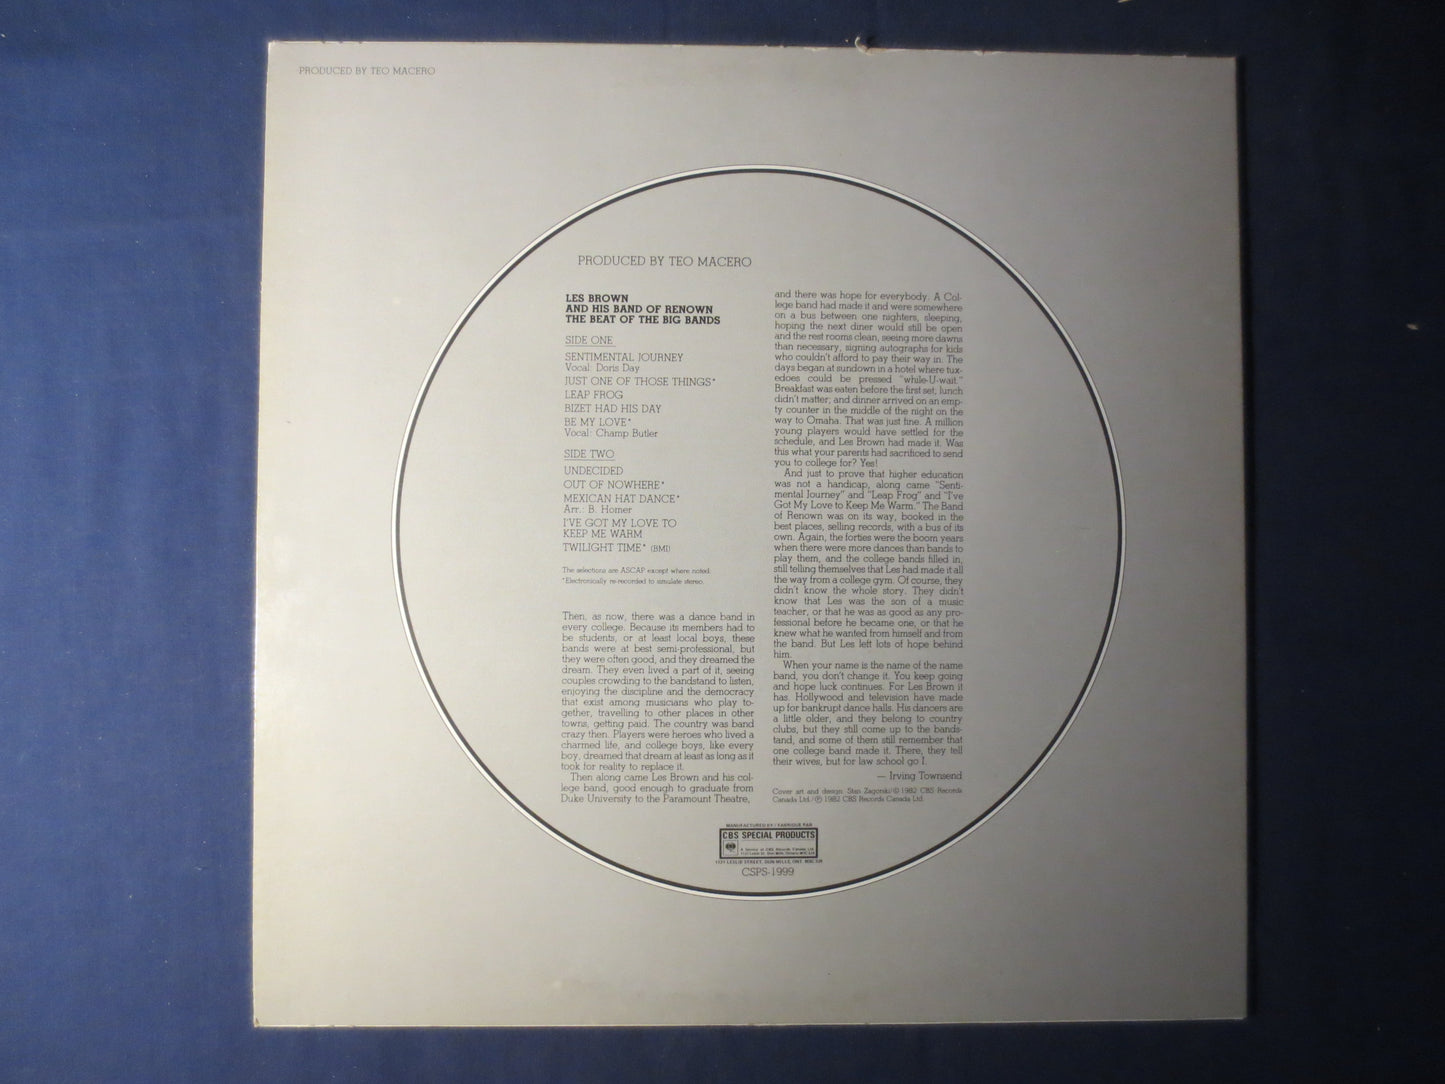 PRODUCED BY TEO MACERO
PRODUCED BY TEO MACERO
LES BROWN
AND HIS BAND OF RENOWN
THE BEAT OF THE BIG BANDS
SIDE ONE
SENTIMENTAL JOURNEY
Vocal: Doris Day
JUST ONE OF THOSE THINGS*
LEAP FROG
BIZET HAD HIS DAY
BE MY LOVE*
Vocal: Champ Butler
SIDE TWO
UNDECIDED
OUT OF NOWHERE*
MEXICAN HAT DANCE*
Arr.: B. Homer
I'VE GOT MY LOVE TO
KEEP ME WARM
TWILIGHT TIME* (BMI)
The selections are ASCAP except where noted.
*Electronically re-recorded to simulate stereo.
Then, as now, there was a dance band in
every college. Because its members had to
be students, or at least local boys, these
bands were at best semi-professional, but
they were often good, and they dreamed the
dream. They even lived a part of it, seeing
couples crowding to the bandstand to listen,
enjoying the discipline and the democracy
that exist among musicians who play to-
gether, travelling to other places in other
towns, getting paid. The country was band
crazy then. Players were heroes who lived a
charmed life, and college boys, like every
boy, dreamed that dream at least as long as it
took for reality to replace it.
Then along came Les Brown and his col-
lege band, good enough to graduate from
Duke University to the Paramount Theatre,
and there was hope for everybody. A Col-
lege band had made it and were somewhere
on a bus between one nighters, sleeping,
hoping the next diner would still be open
and the rest rooms clean, seeing more dawns
than necessary, signing autographs for kids
who couldn't afford to pay their way in. The
days began at sundown in a hotel where tux-
edoes could be pressed "while-U-wait."
Breakfast was eaten before the first set, lunch
didn't matter, and dinner arrived on an emp-
ty counter in the middle of the night on the
way to Omaha. That was just fine. A million
young players would have settled for the
schedule, and Les Brown had made it. Was
this what your parents had sacrificed to send
you to college for? Yes!
And just to prove that higher education
was not a handicap, along came "Senti-
mental Journey" and "Leap Frog" and "I've
Got My Love to Keep Me Warm." The Band
of Renown was on its way, booked in the
best places, selling records, with a bus of its
own. Again, the forties were the boom years
when there were more dances than bands to
play them, and the college bands filled in,
still telling themselves that Les had made it all
the way from a college gym. Of course, they
didn't know the whole story. They didn't
know that Les was the son of a music
teacher, or that he was as good as any pro-
fessional before he became one, or that he
knew what he wanted from himself and from
the band. But Les left lots of hope behind
him.
When your name is the name of the name
band, you don't change it. You keep going
and hope luck continues. For Les Brown it
has. Hollywood and television have made
up for bankrupt dance halls. His dancers are
a little older, and they belong to country
clubs, but they still come up to the bands-
tand, and some of them still remember that
one college band made it. There, they tell
their wives, but for law school go I.
— Irving Townsend
Cover art and design: Stan Zagorski/© 1982 CBS Records
Canada Ltd./℗ 1982 CBS Records Canada Ltd.
MANUFACTURED BY / FABRIQUE PAR
CBS SPECIAL PRODUCTS
A Service of CBS Records Canada Ltd.
1121 LESLIE STREET, DON MILLS, ONT.
CSPS-1999